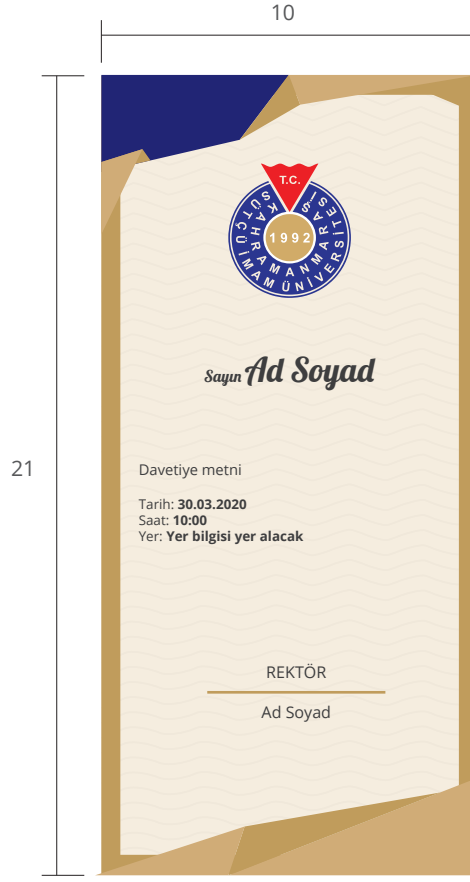 10
T.C.
KAHRAMANMARAŞ
SÜTÇÜ İMAM ÜNİVERSİTESİ
1992
Sayın Ad Soyad
21
Davetiye metni
Tarih: 30.03.2020
Saat: 10:00
Yer: Yer bilgisi yer alacak
REKTÖR
Ad Soyad